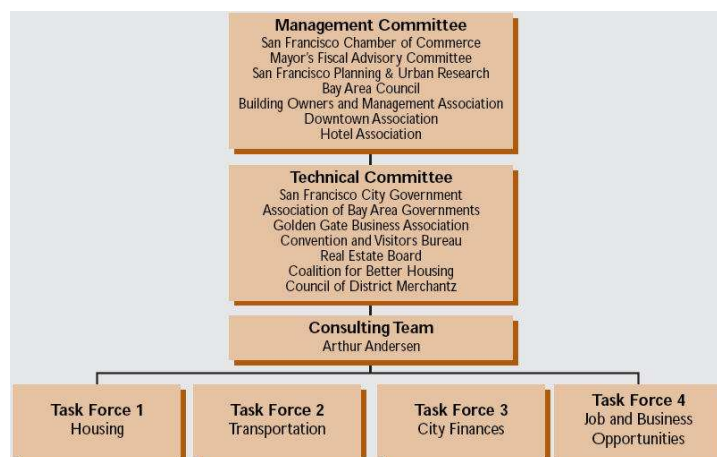 Management Committee
San Francisco Chamber of Commerce
Mayor's Fiscal Advisory Committee
San Francisco Planning & Urban Research
Bay Area Council
Building Owners and Management Association
Downtown Association
Hotel Association
Technical Committee
San Francisco City Government
Association of Bay Area Governments
Golden Gate Business Association
Convention and Visitors Bureau
Real Estate Board
Coalition for Better Housing
Council of District Merchantz
Consulting Team
Arthur Andersen
Task Force 1
Housing
Task Force 2
Transportation
Task Force 3
City Finances
Task Force 4
Job and Business
Opportunities